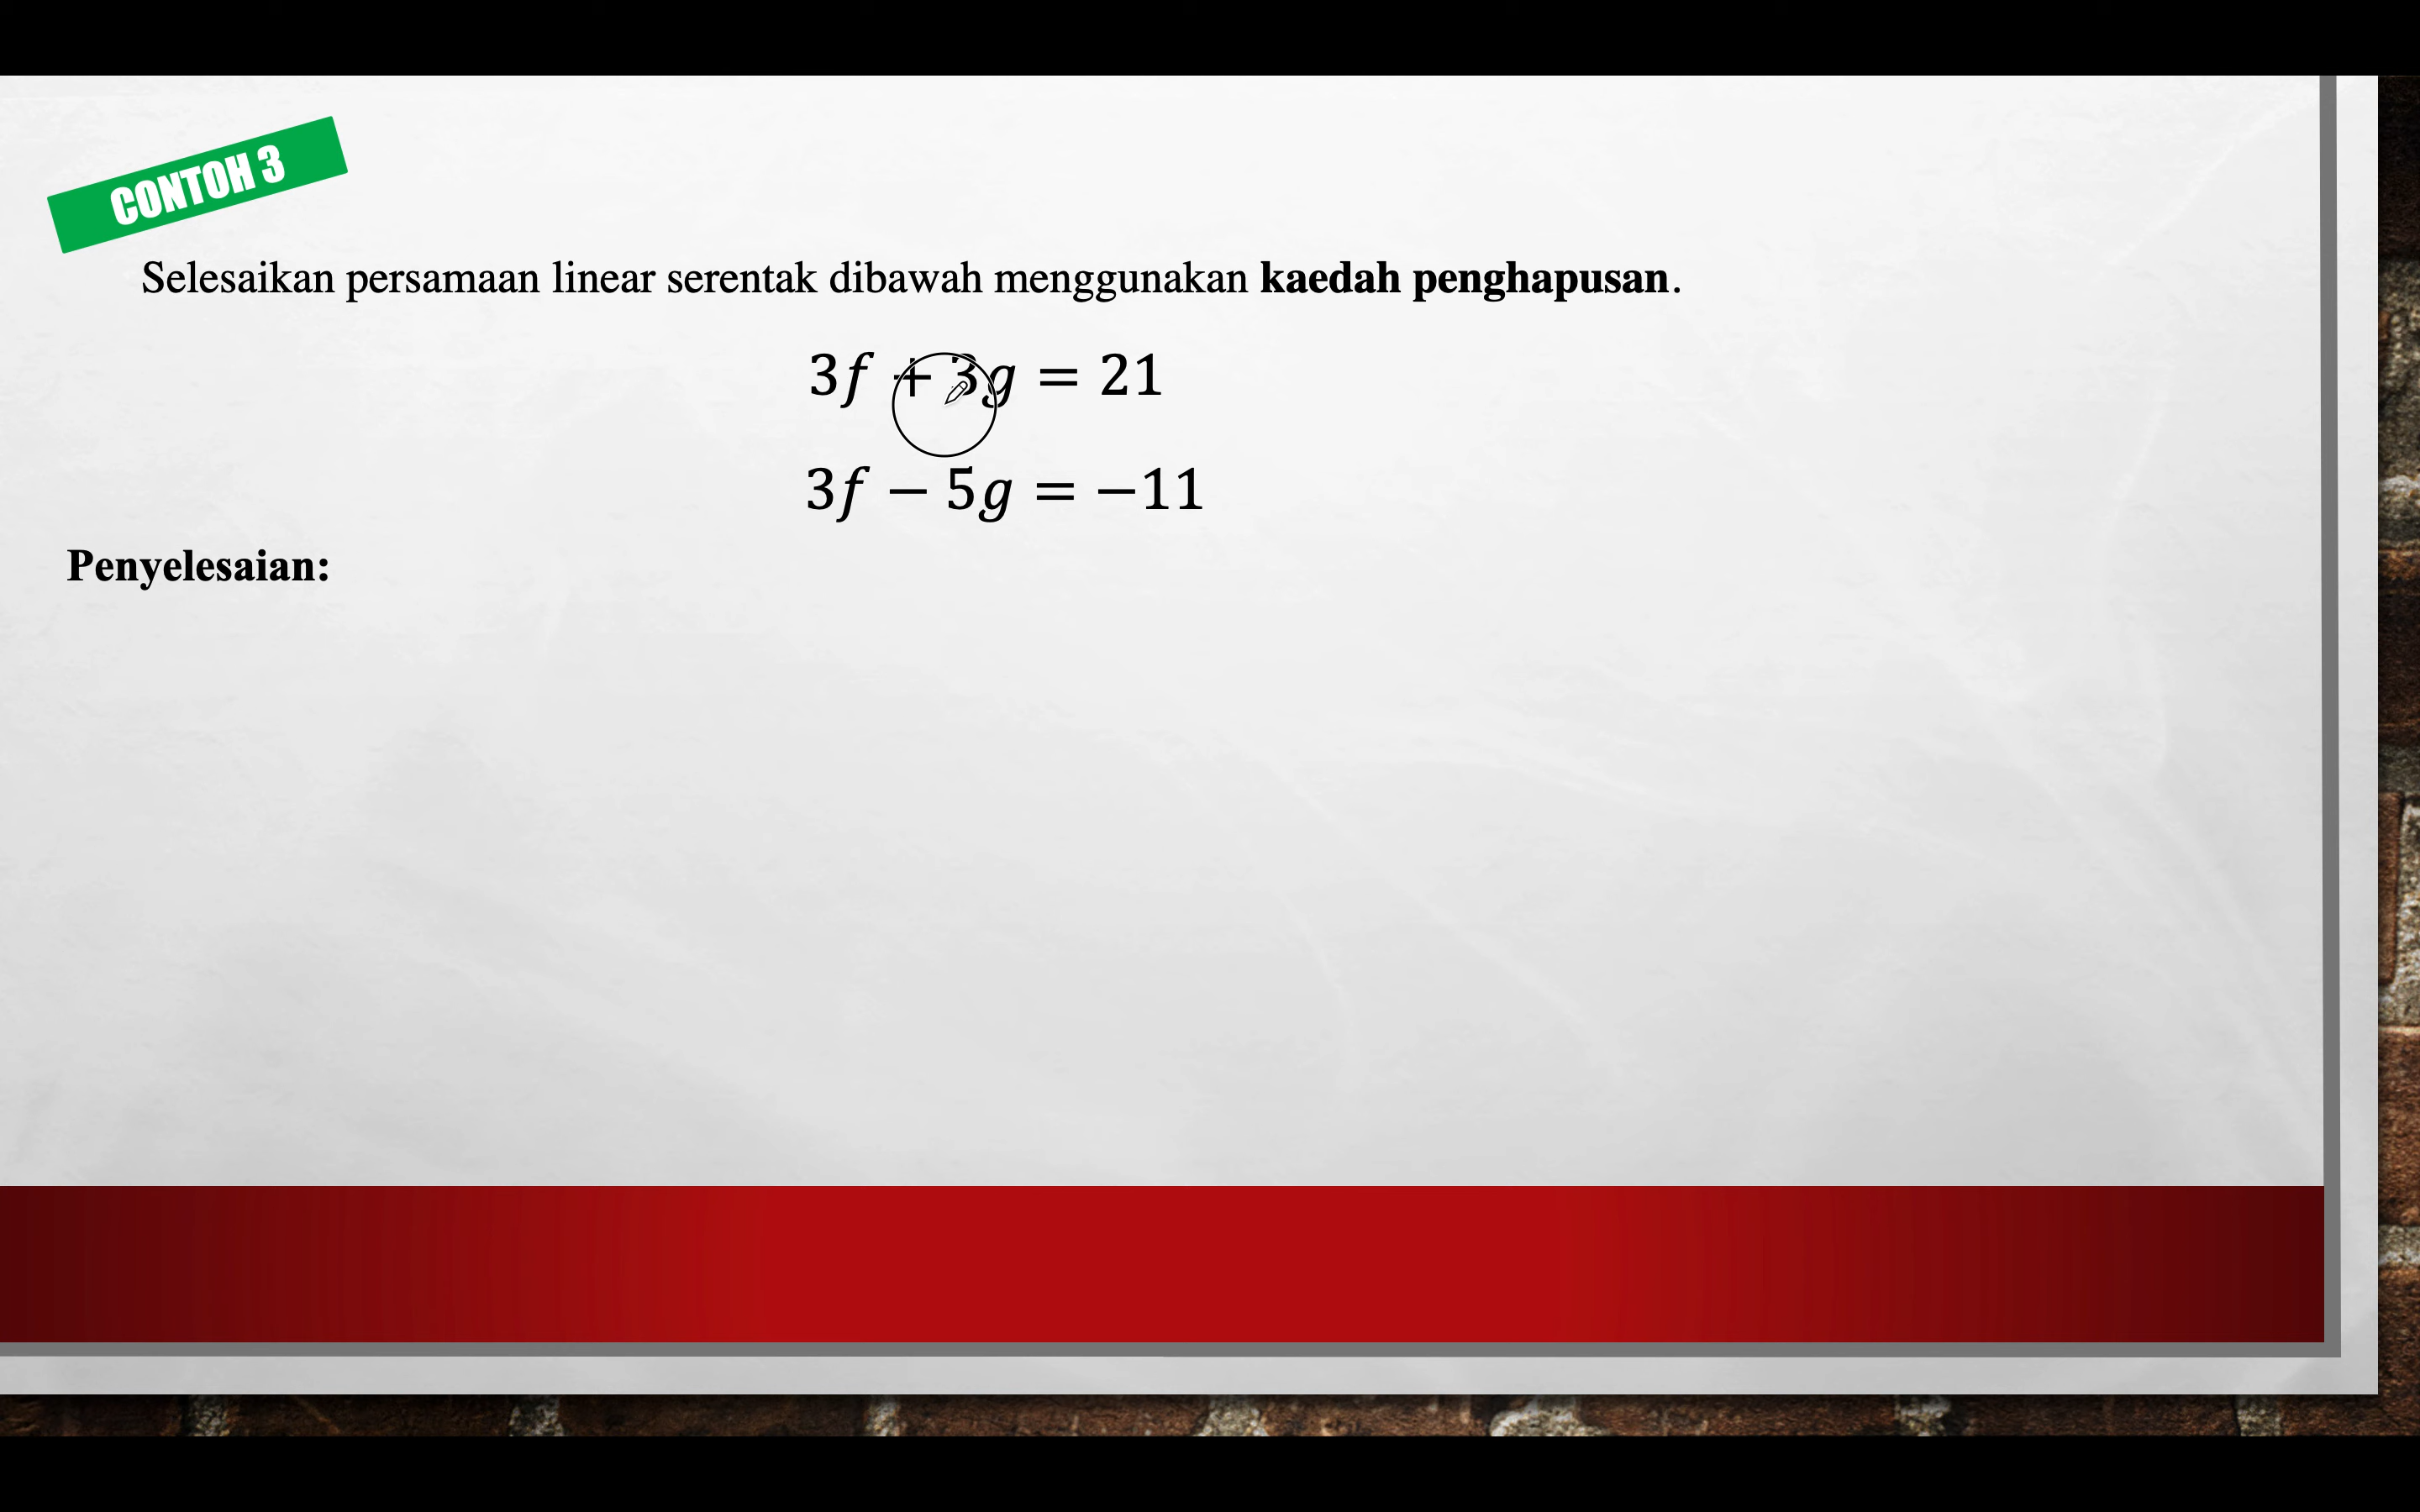 CONTOH 3
Selesaikan persamaan linear serentak dibawah menggunakan kaedah penghapusan.
3f + 3g = 21
3f − 5g = −11
Penyelesaian: